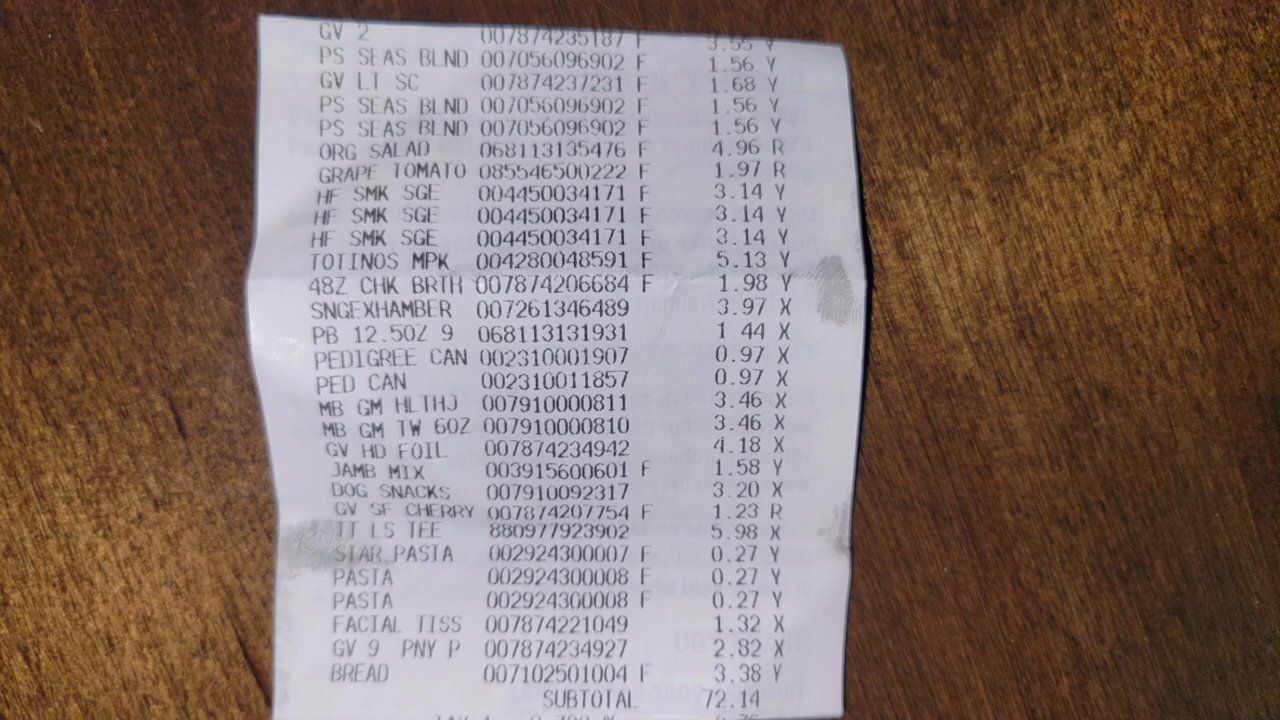 GV 2 007874235187 F 3.55 Y
PS SEAS BLND 007056096902 F 1.56 Y
GV LT SC 007874237231 F 1.68 Y
PS SEAS BLND 007056096902 F 1.56 Y
PS SEAS BLND 007056096902 F 1.56 Y
ORG SALAD 068113135476 F 4.96 R
GRAPE TOMATO 085546500222 F 1.97 R
HF SMK SGE 004450034171 F 3.14 Y
HF SMK SGE 004450034171 F 3.14 Y
HF SMK SGE 004450034171 F 3.14 Y
TOTINOS MPK 004280048591 F 5.13 Y
48Z CHK BRTH 007874206684 F 1.98 Y
SNGEXHAMBER 007261346489 3.97 X
PB 12.5OZ 9 068113131931 1.44 X
PEDIGREE CAN 002310001907 0.97 X
PED CAN 002310011857 0.97 X
MB GM HLTHJ 007910000811 3.46 X
MB GM TW 6OZ 007910000810 3.46 X
GV HD FOIL 007874234942 4.18 X
JAMB MIX 003915600601 F 1.58 Y
DOG SNACKS 007910092317 3.20 X
GV SF CHERRY 007874207754 F 1.23 R
TT LS TEE 880977923902 5.98 X
STAR PASTA 002924300007 F 0.27 Y
PASTA 002924300008 F 0.27 Y
PASTA 002924300008 F 0.27 Y
FACIAL TISS 007874221049 1.32 X
GV 9 PNY P 007874234927 2.82 X
BREAD 007102501004 F 3.38 Y
SUBTOTAL 72.14